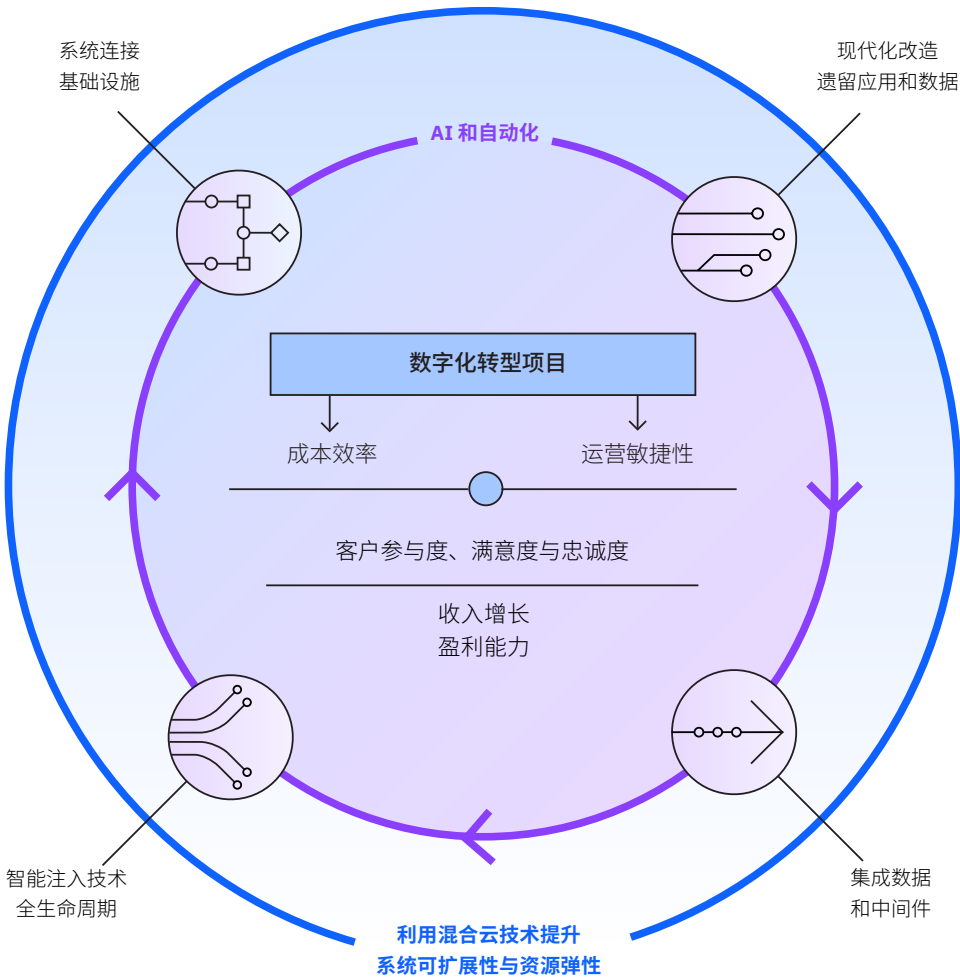 系统连接
基础设施
现代化改造
遗留应用和数据
AI 和自动化
数字化转型项目
成本效率
运营敏捷性
客户参与度、满意度与忠诚度
收入增长
盈利能力
智能注入技术
全生命周期
集成数据
和中间件
利用混合云技术提升
系统可扩展性与资源弹性